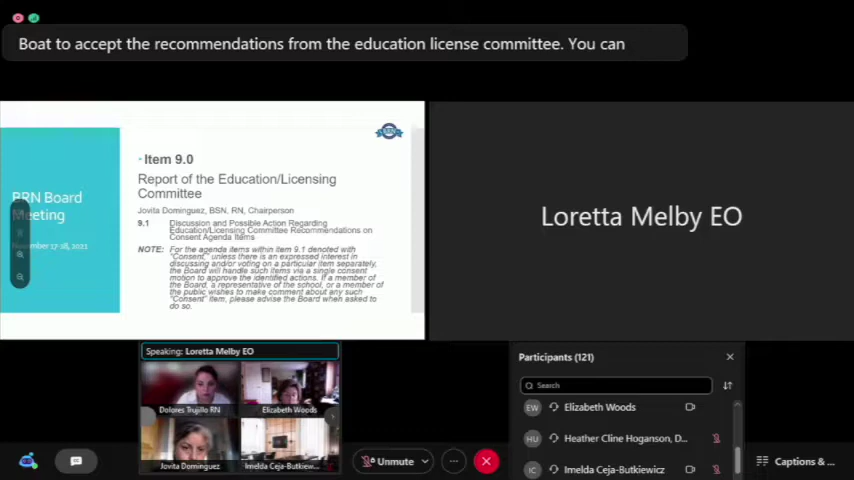 Boat to accept the recommendations from the education license committee. You can
BRN Board
Meeting
November 17-18, 2021
BRN
· Item 9.0
Report of the Education/Licensing
Committee
Jovita Dominguez, BSN, RN, Chairperson
9.1 Discussion and Possible Action Regarding
Education/Licensing Committee Recommendations on
Consent Agenda Items
NOTE: For the agenda items within item 9.1 denoted with
"Consent," unless there is an expressed interest in
discussing and/or voting on a particular item separately,
the Board will handle such items via a single consent
motion to approve the identified actions. If a member of
the Board, a representative of the school, or a member of
the public wishes to make comment about any such
"Consent" item, please advise the Board when asked to
do so.
Loretta Melby EO
Speaking: Loretta Melby EO
Dolores Trujillo RN
Elizabeth Woods
Jovita Dominguez
Imelda Ceja-Butkiew...
Participants (121)
Search
EW Elizabeth Woods
HU Heather Cline Hoganson, D...
IC Imelda Ceja-Butkiewicz
Unmute
Captions & ...